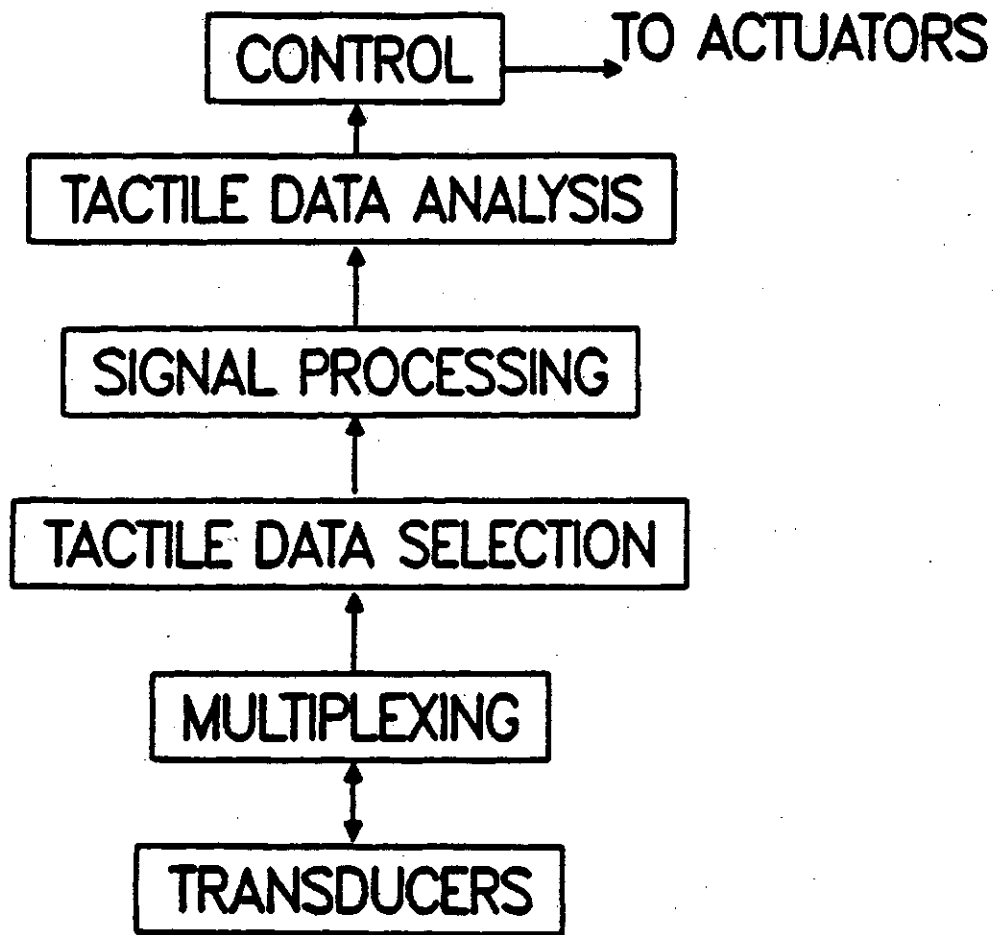 CONTROL
TO ACTUATORS
TACTILE DATA ANALYSIS
SIGNAL PROCESSING
TACTILE DATA SELECTION
MULTIPLEXING
TRANSDUCERS